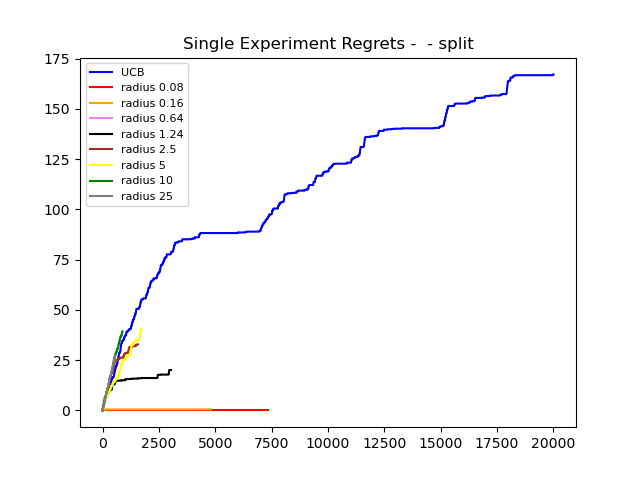 Single Experiment Regrets -  - split
175
150
125
100
75
50
25
0
UCB
radius 0.08
radius 0.16
radius 0.64
radius 1.24
radius 2.5
radius 5
radius 10
radius 25
0 2500 5000 7500 10000 12500 15000 17500 20000